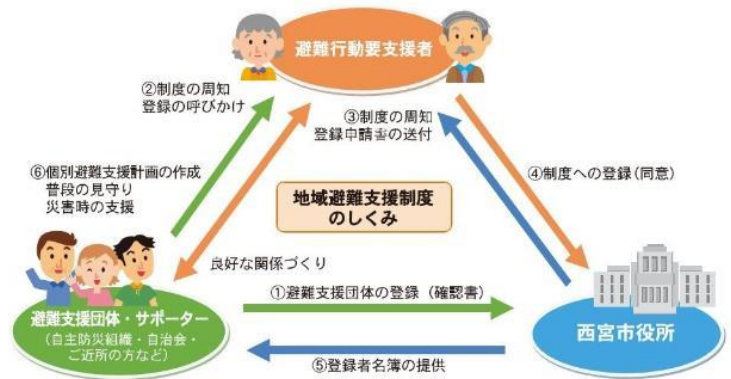 避難行動要支援者
②制度の周知
登録の呼びかけ
③制度の周知
登録申請書の送付
⑥個別避難支援計画の作成
普段の見守り
災害時の支援
④制度への登録(同意)
地域避難支援制度
のしくみ
良好な関係づくり
①避難支援団体の登録（確認書）
避難支援団体・サポーター
（自主防災組織・自治会・
ご近所の方など）
西宮市役所
⑤登録者名簿の提供